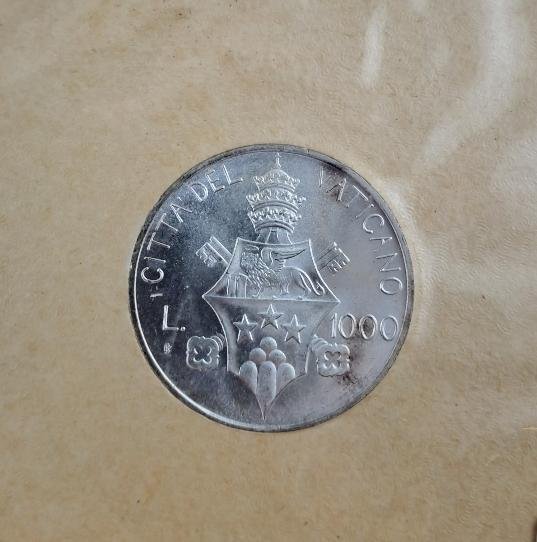 CITTA' DEL VATICANO
L. 1000